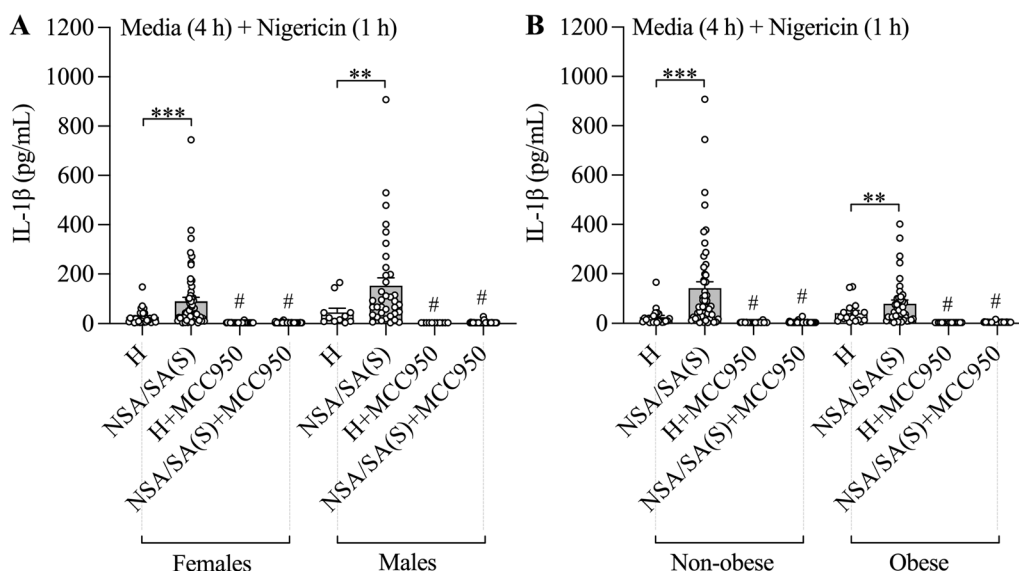 A
Media (4 h) + Nigericin (1 h)
IL-1β (pg/mL)
1200
1000
800
600
400
200
0
***
**
#
#
#
#
H
NSA/SA(S)
H+MCC950
NSA/SA(S)+MCC950
H
NSA/SA(S)
H+MCC950
NSA/SA(S)+MCC950
Females
Males
B
Media (4 h) + Nigericin (1 h)
IL-1β (pg/mL)
1200
1000
800
600
400
200
0
***
**
#
#
#
#
H
NSA/SA(S)
H+MCC950
NSA/SA(S)+MCC950
H
NSA/SA(S)
H+MCC950
NSA/SA(S)+MCC950
Non-obese
Obese